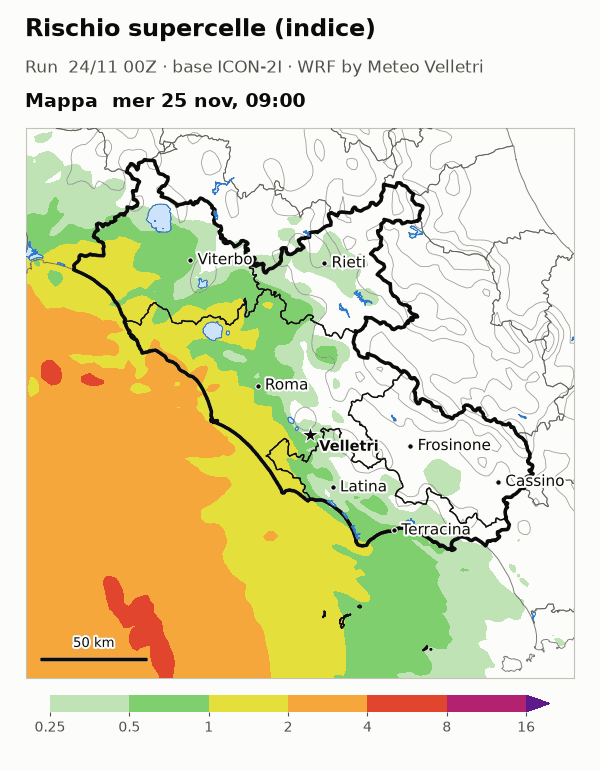 Rischio supercelle (indice)
Run  24/11 00Z · base ICON-2I · WRF by Meteo Velletri
Mappa  mer 25 nov, 09:00
Viterbo
Rieti
Roma
Velletri
Frosinone
Cassino
Latina
Terracina
50 km
0.25 0.5 1 2 4 8 16